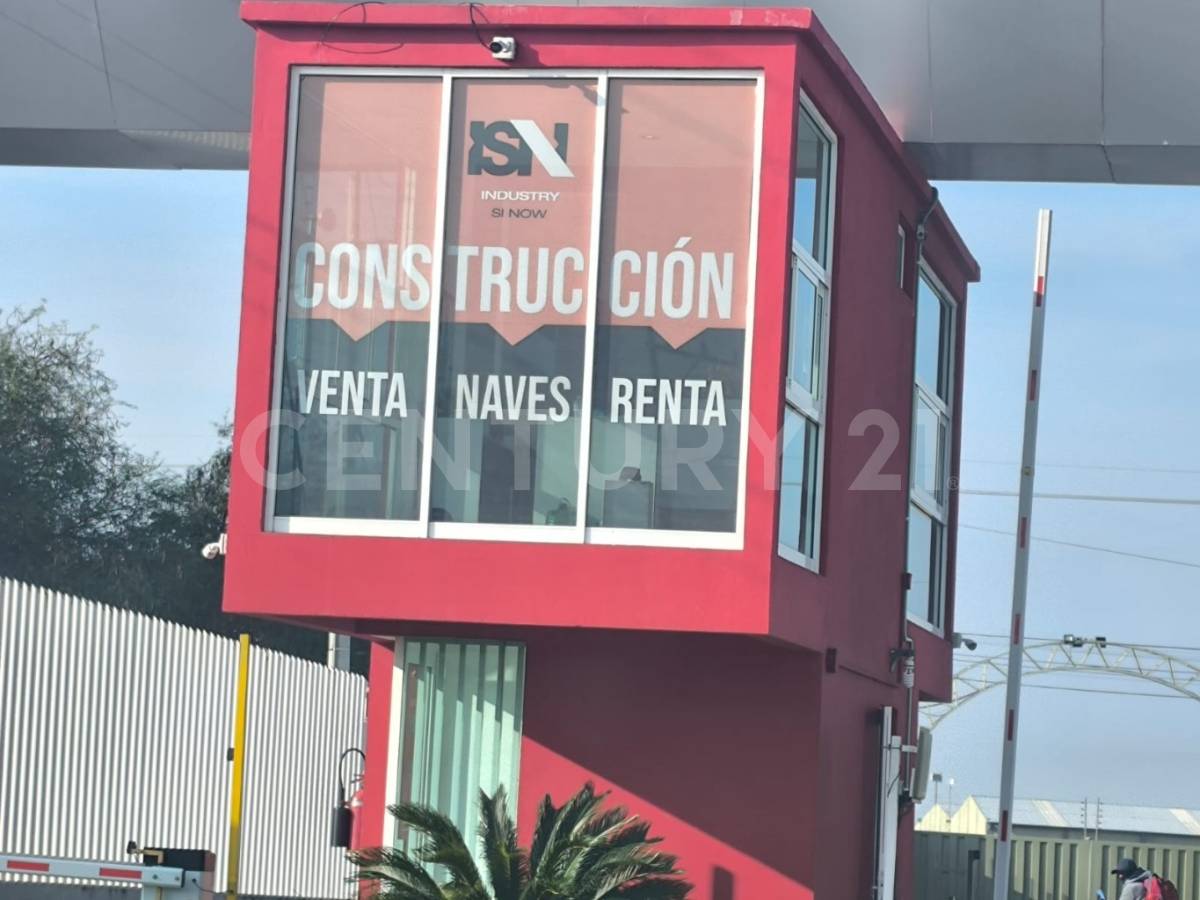 ISN
INDUSTRY
SI NOW
CONSTRUCCIÓN
VENTA NAVES RENTA
CENTURY 21®